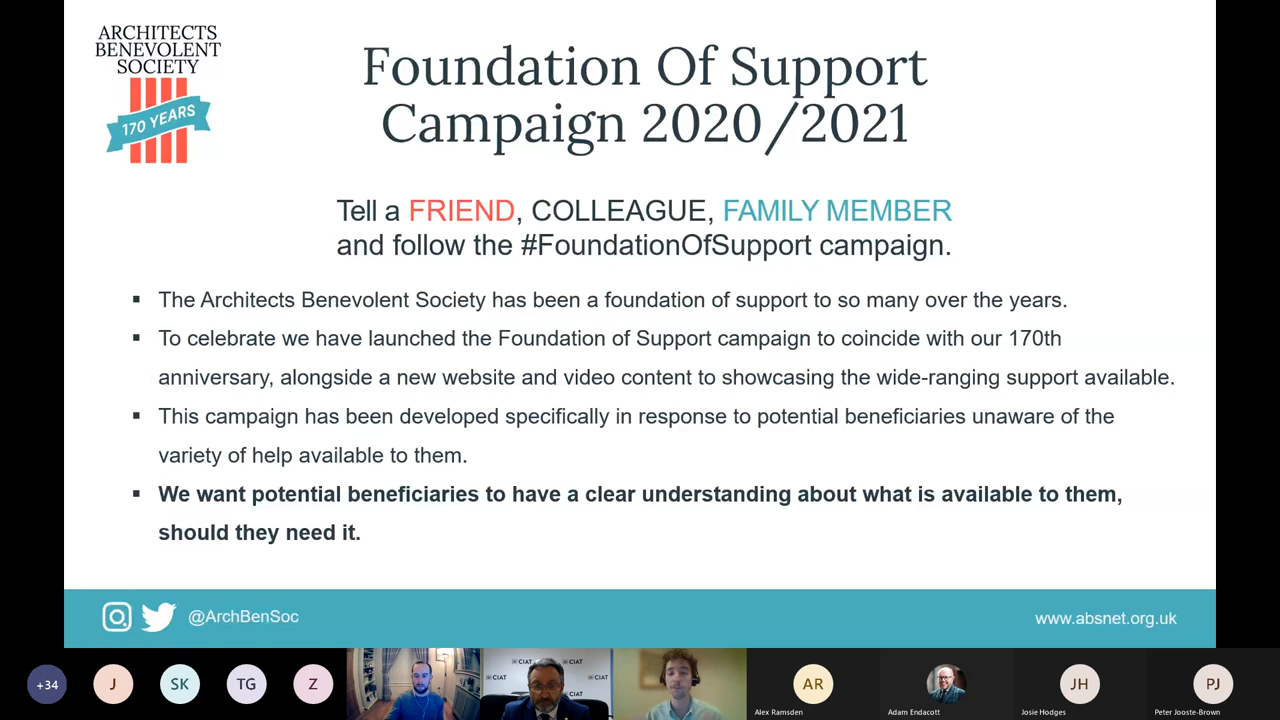 ARCHITECTS
BENEVOLENT
SOCIETY
170 YEARS
Foundation Of Support
Campaign 2020/2021
Tell a FRIEND, COLLEAGUE, FAMILY MEMBER
and follow the #FoundationOfSupport campaign.
▪ The Architects Benevolent Society has been a foundation of support to so many over the years.
▪ To celebrate we have launched the Foundation of Support campaign to coincide with our 170th
anniversary, alongside a new website and video content to showcasing the wide-ranging support available.
▪ This campaign has been developed specifically in response to potential beneficiaries unaware of the
variety of help available to them.
▪ We want potential beneficiaries to have a clear understanding about what is available to them,
should they need it.
@ArchBenSoc
www.absnet.org.uk
+34
J
SK
TG
Z
CIAT
CIAT
CIAT
CIAT
AR
JH
PJ
Alex Ramsden
Adam Endacott
Josie Hodges
Peter Jooste-Brown